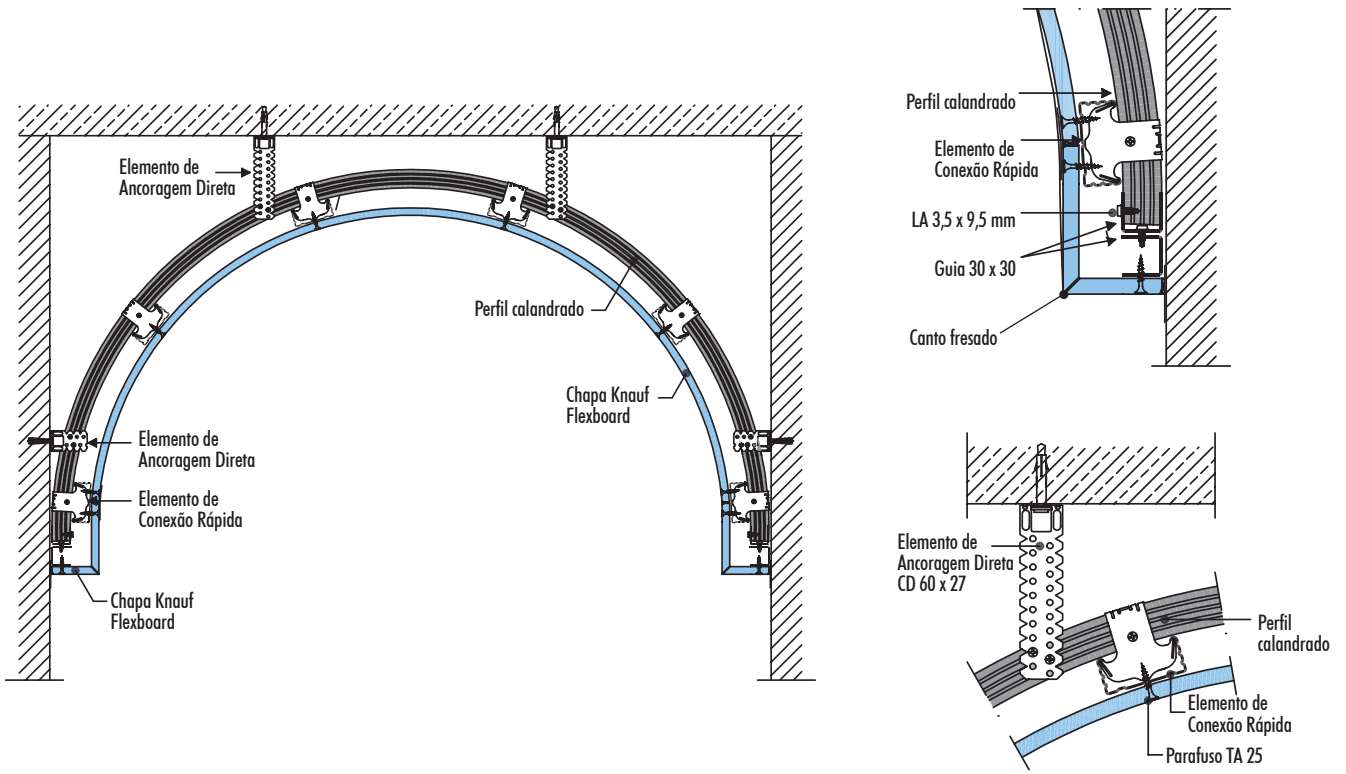 Elemento de
Ancoragem Direta
Perfil calandrado
Chapa Knauf
Flexboard
Elemento de
Ancoragem Direta
Elemento de
Conexão Rápida
Chapa Knauf
Flexboard
Perfil calandrado
Elemento de
Conexão Rápida
LA 3,5 x 9,5 mm
Guia 30 x 30
Canto fresado
Elemento de
Ancoragem Direta
CD 60 x 27
Perfil
calandrado
Elemento de
Conexão Rápida
Parafuso TA 25